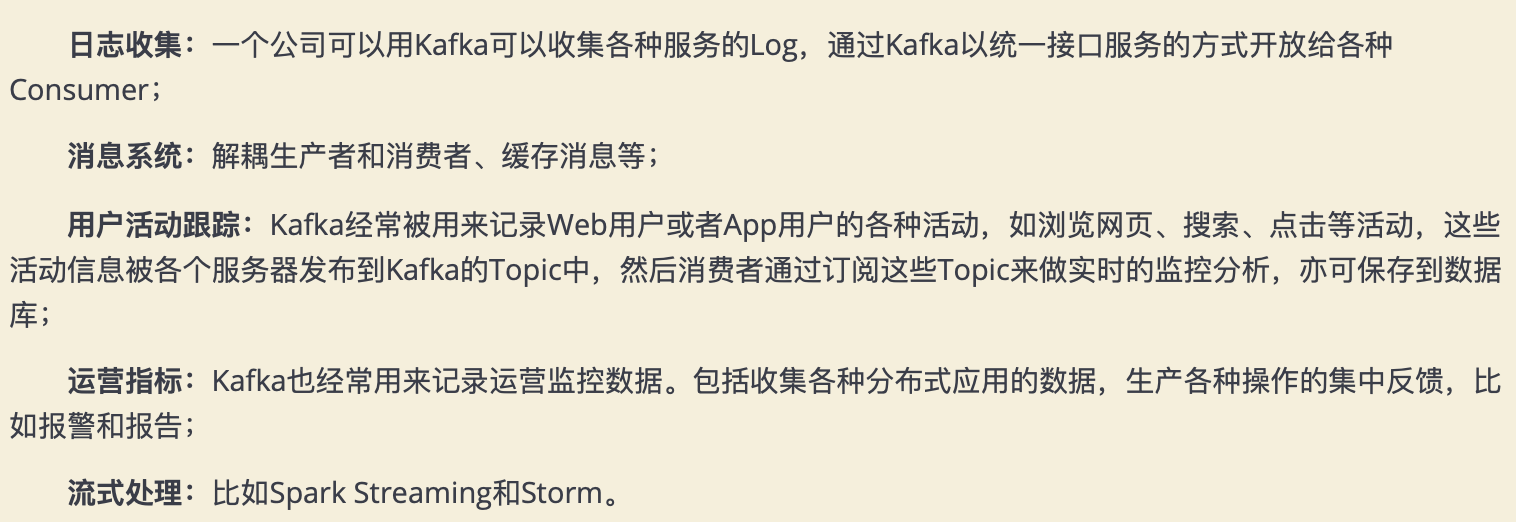 日志收集：一个公司可以用Kafka可以收集各种服务的Log，通过Kafka以统一接口服务的方式开放给各种
Consumer；
消息系统：解耦生产者和消费者、缓存消息等；
用户活动跟踪：Kafka经常被用来记录Web用户或者App用户的各种活动，如浏览网页、搜索、点击等活动，这些
活动信息被各个服务器发布到Kafka的Topic中，然后消费者通过订阅这些Topic来做实时的监控分析，亦可保存到数据
库；
运营指标：Kafka也经常用来记录运营监控数据。包括收集各种分布式应用的数据，生产各种操作的集中反馈，比
如报警和报告；
流式处理：比如Spark Streaming和Storm。